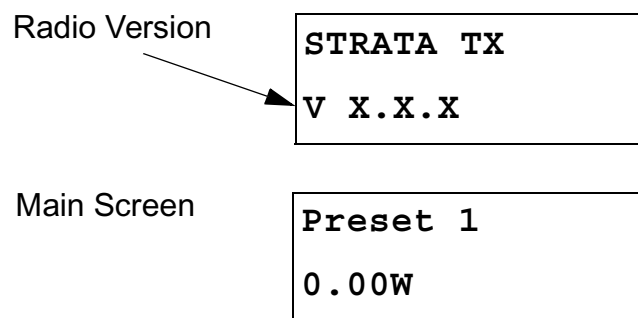 Radio Version
STRATA TX
V X.X.X
Main Screen
Preset 1
0.00W